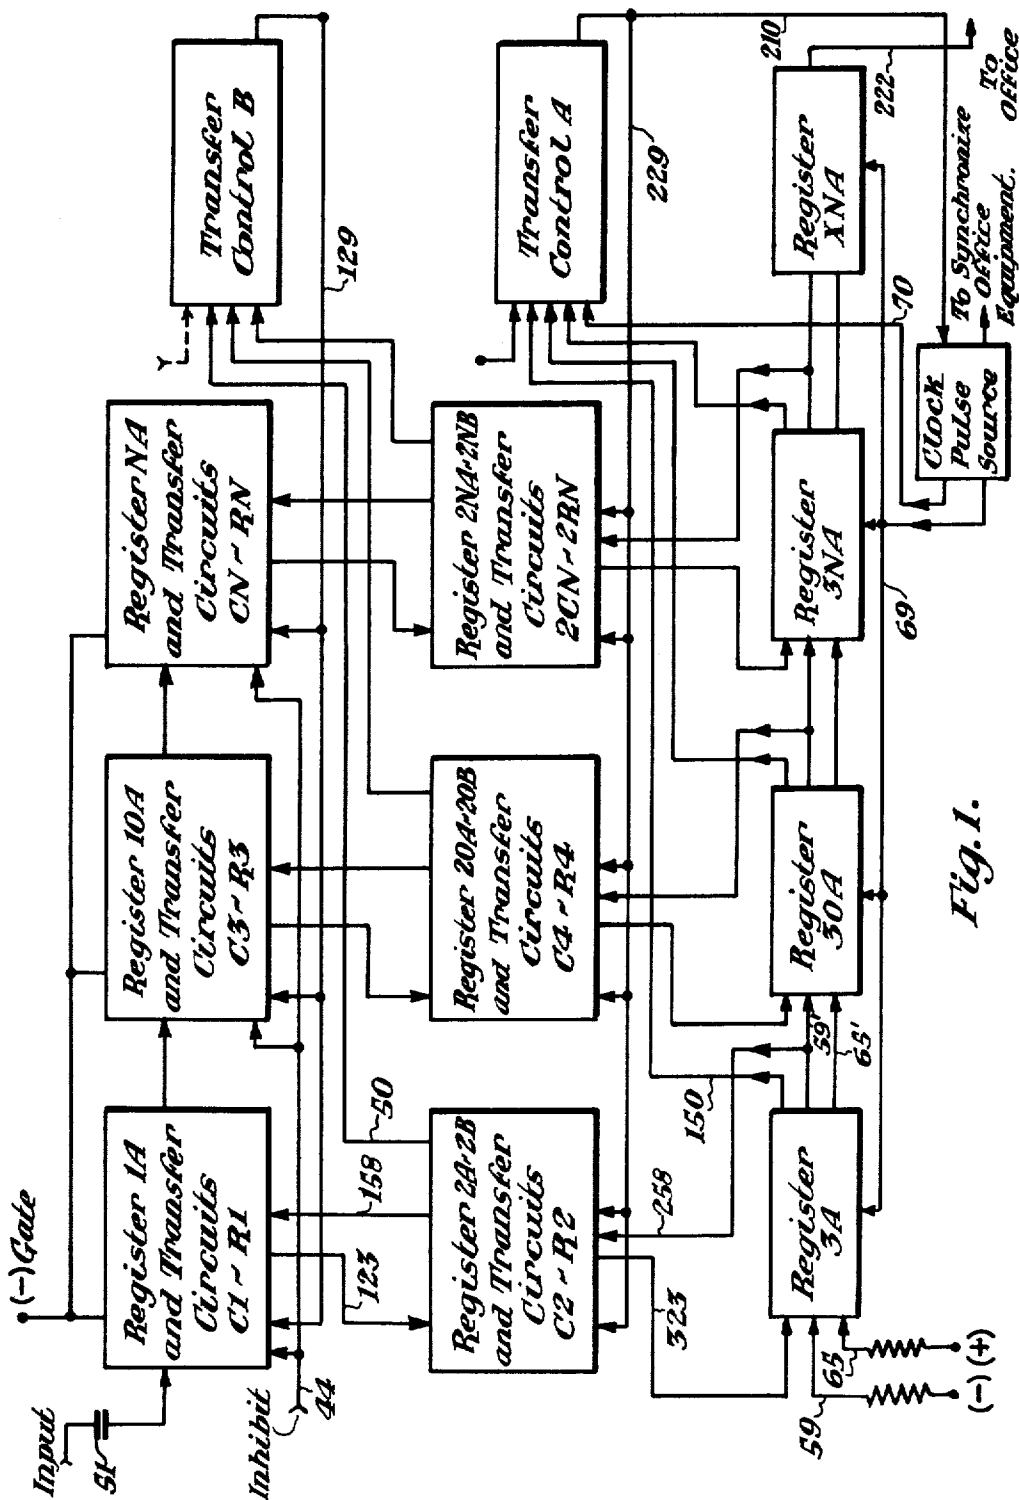 Input
51
(-) Gate
Register 1A
and Transfer
Circuits
C1~R1
Register 10A
and Transfer
Circuits
C3~R3
Register NA
and Transfer
Circuits
CN~RN
Transfer
Control B
Inhibit
44
129
123
158
50
Register 2A~2B
and Transfer
Circuits
C2~R2
Register 20A~20B
and Transfer
Circuits
C4~R4
Register 2NA~2NB
and Transfer
Circuits
2CN~2RN
Transfer
Control A
323
258
150
229
210
59
65
(-)
(+)
Register
3A
59'
65'
Register
30A
Register
3NA
Register
XNA
222
To
Office
69
70
Clock
Pulse
Source
To Synchronize
Office
Equipment.
Fig. 1.